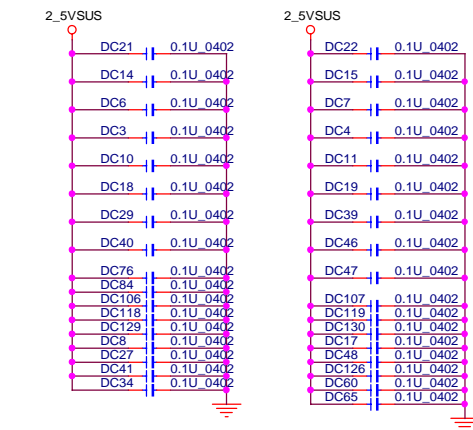 2_5VSUS
DC21 0.1U_0402
DC14 0.1U_0402
DC6 0.1U_0402
DC3 0.1U_0402
DC10 0.1U_0402
DC18 0.1U_0402
DC29 0.1U_0402
DC40 0.1U_0402
DC76 0.1U_0402
DC84 0.1U_0402
DC106 0.1U_0402
DC118 0.1U_0402
DC129 0.1U_0402
DC8 0.1U_0402
DC27 0.1U_0402
DC41 0.1U_0402
DC34 0.1U_0402
2_5VSUS
DC22 0.1U_0402
DC15 0.1U_0402
DC7 0.1U_0402
DC4 0.1U_0402
DC11 0.1U_0402
DC19 0.1U_0402
DC39 0.1U_0402
DC46 0.1U_0402
DC47 0.1U_0402
DC107 0.1U_0402
DC119 0.1U_0402
DC130 0.1U_0402
DC17 0.1U_0402
DC48 0.1U_0402
DC126 0.1U_0402
DC60 0.1U_0402
DC65 0.1U_0402